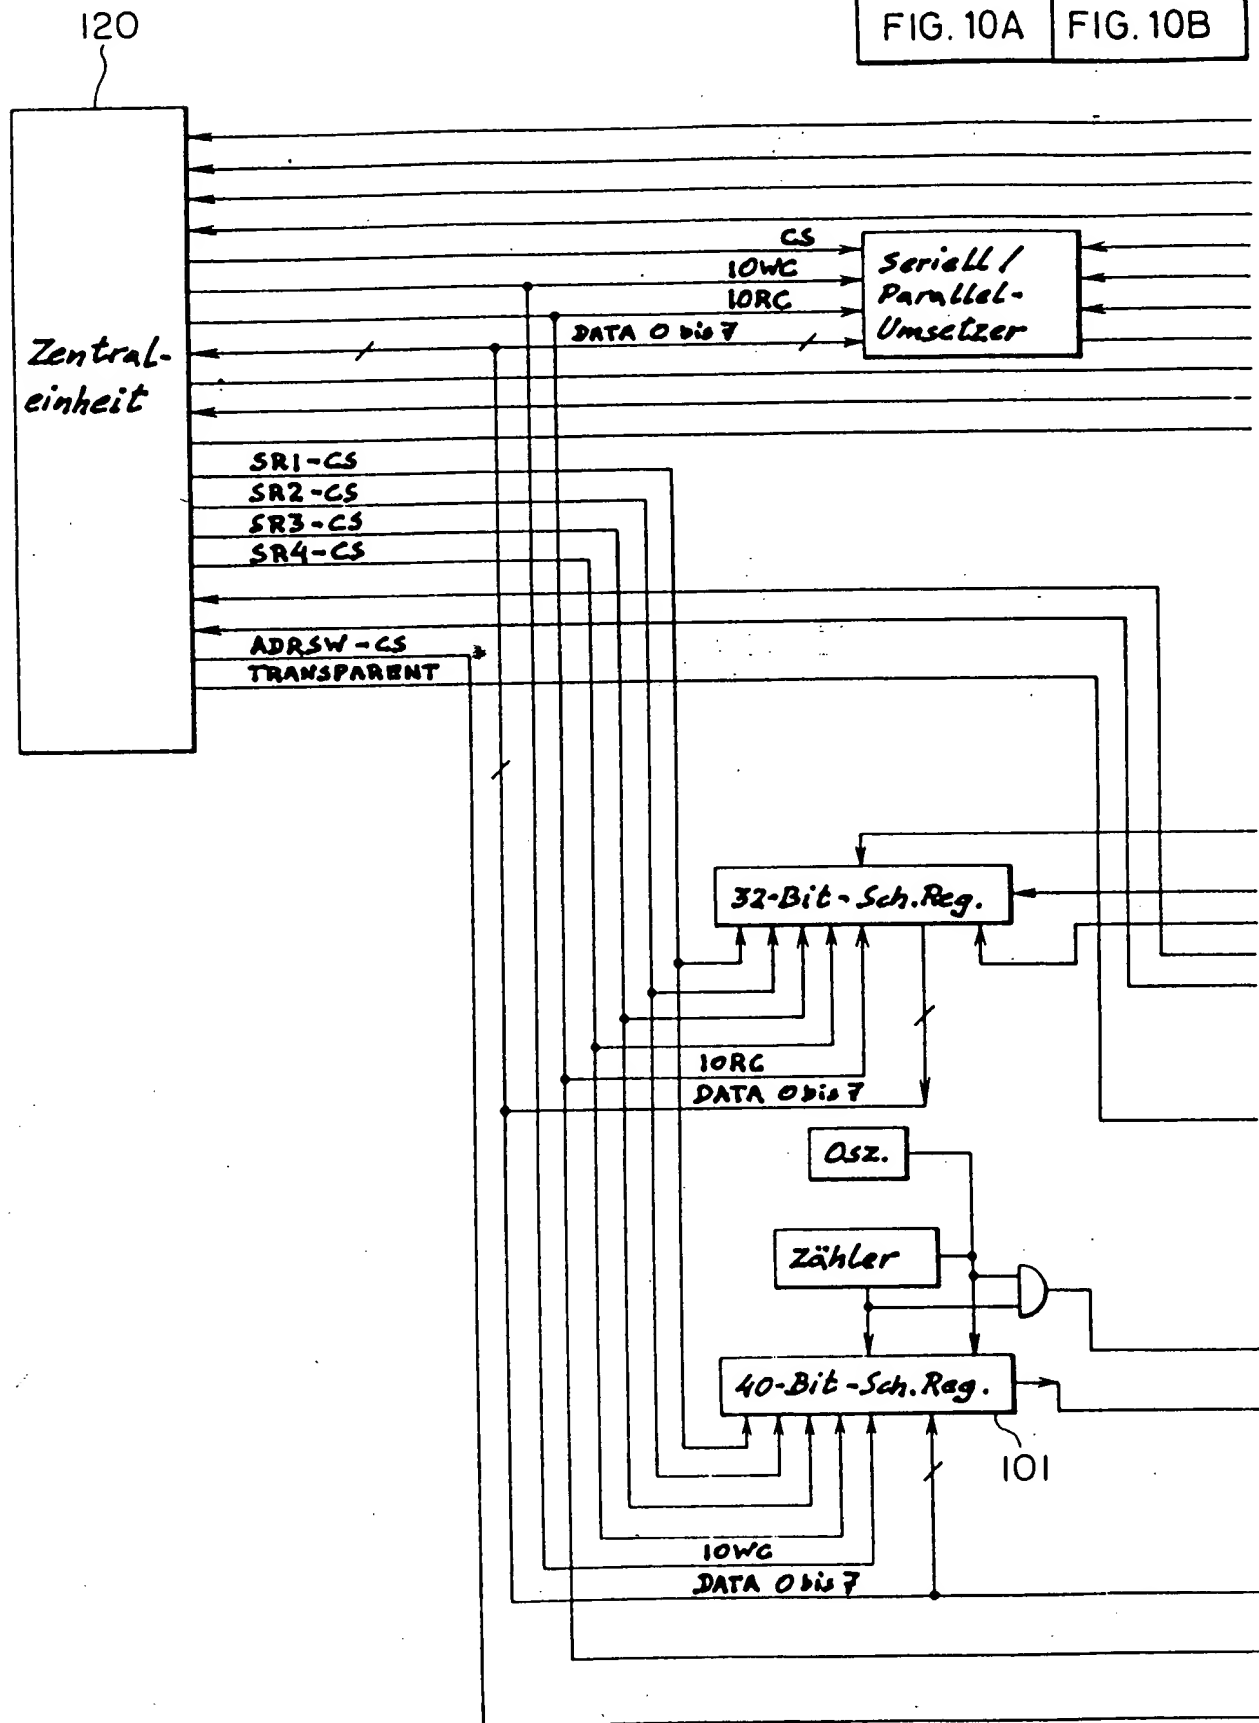 120
FIG. 10A
FIG. 10B
CS
IOWC
IORC
DATA 0 bis 7
Seriell /
Parallel-
Umsetzer
Zentral-
einheit
SR1-CS
SR2-CS
SR3-CS
SR4-CS
ADRSW-CS
TRANSPARENT
32-Bit-Sch.Reg.
IORC
DATA 0 bis 7
Osz.
Zähler
40-Bit-Sch.Reg.
101
IOWC
DATA 0 bis 7